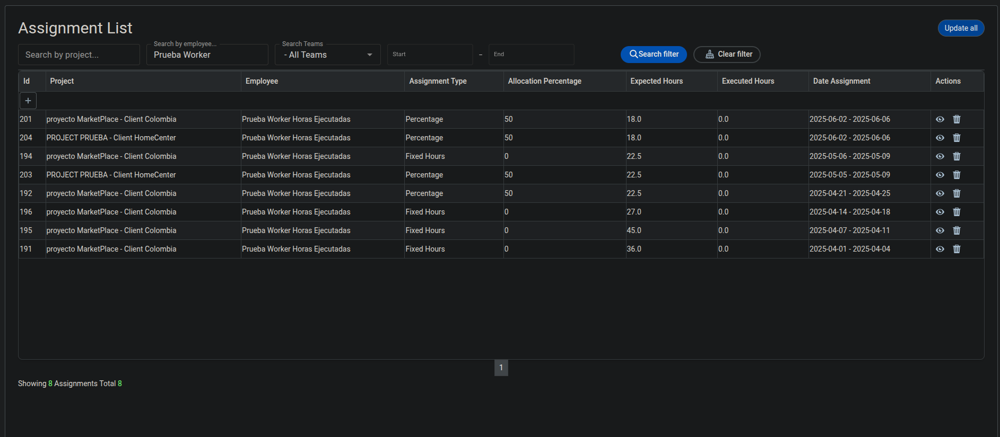 Assignment List
Update all
Search by project...
Search by employee...
Prueba Worker
Search Teams
- All Teams
Start
–
End
Search filter
Clear filter
Id Project Employee Assignment Type Allocation Percentage Expected Hours Executed Hours Date Assignment Actions
+
201 proyecto MarketPlace - Client Colombia Prueba Worker Horas Ejecutadas Percentage 50 18.0 0.0 2025-06-02 - 2025-06-06
204 PROJECT PRUEBA - Client HomeCenter Prueba Worker Horas Ejecutadas Percentage 50 18.0 0.0 2025-06-02 - 2025-06-06
194 proyecto MarketPlace - Client Colombia Prueba Worker Horas Ejecutadas Fixed Hours 0 22.5 0.0 2025-05-06 - 2025-05-09
203 PROJECT PRUEBA - Client HomeCenter Prueba Worker Horas Ejecutadas Percentage 50 22.5 0.0 2025-05-05 - 2025-05-09
192 proyecto MarketPlace - Client Colombia Prueba Worker Horas Ejecutadas Percentage 50 22.5 0.0 2025-04-21 - 2025-04-25
196 proyecto MarketPlace - Client Colombia Prueba Worker Horas Ejecutadas Fixed Hours 0 27.0 0.0 2025-04-14 - 2025-04-18
195 proyecto MarketPlace - Client Colombia Prueba Worker Horas Ejecutadas Fixed Hours 0 45.0 0.0 2025-04-07 - 2025-04-11
191 proyecto MarketPlace - Client Colombia Prueba Worker Horas Ejecutadas Fixed Hours 0 36.0 0.0 2025-04-01 - 2025-04-04
1
Showing 8 Assignments Total 8